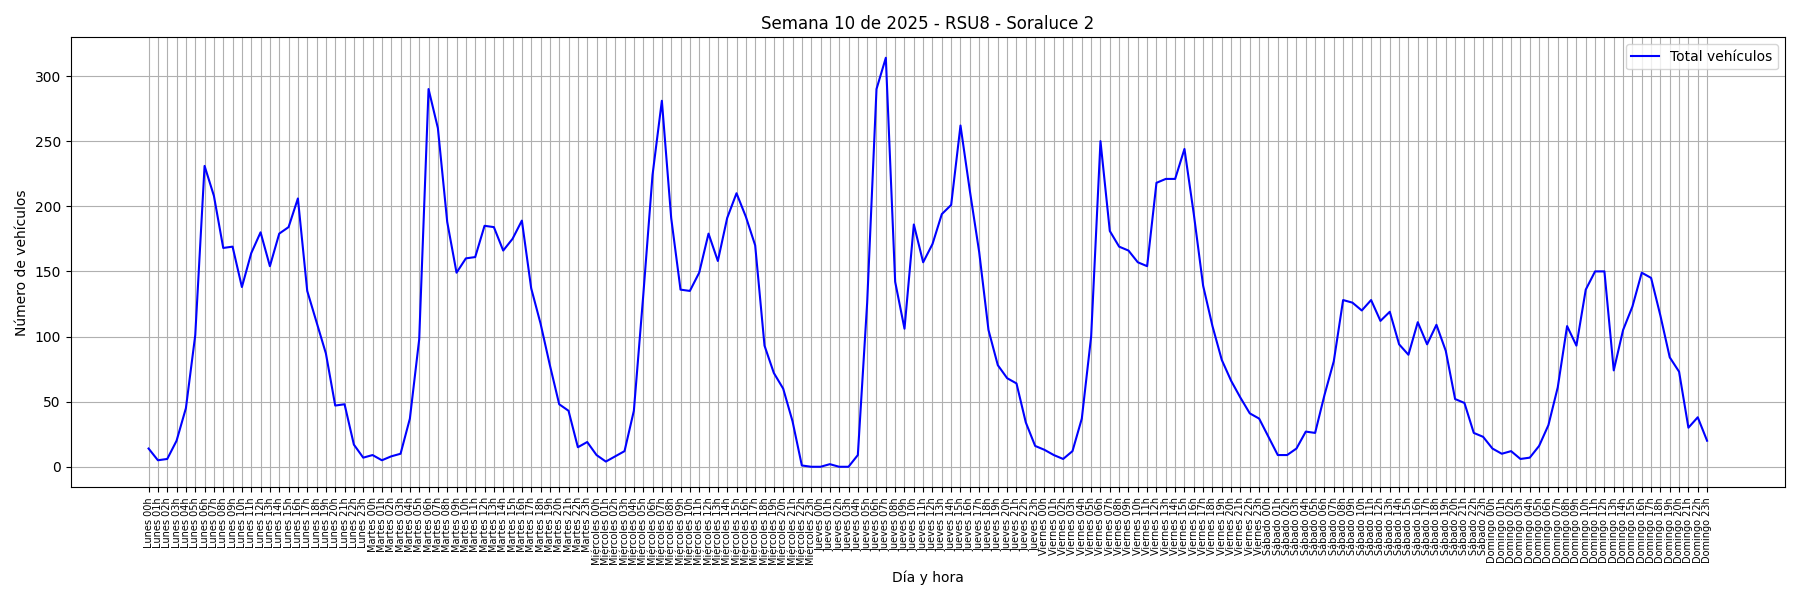 Semana 10 de 2025 - RSU8 - Soraluce 2
Total vehículos
Número de vehículos
300
250
200
150
100
50
0
Lunes 00h
Lunes 01h
Lunes 02h
Lunes 03h
Lunes 04h
Lunes 05h
Lunes 06h
Lunes 07h
Lunes 08h
Lunes 09h
Lunes 10h
Lunes 11h
Lunes 12h
Lunes 13h
Lunes 14h
Lunes 15h
Lunes 16h
Lunes 17h
Lunes 18h
Lunes 19h
Lunes 20h
Lunes 21h
Lunes 22h
Lunes 23h
Martes 00h
Martes 01h
Martes 02h
Martes 03h
Martes 04h
Martes 05h
Martes 06h
Martes 07h
Martes 08h
Martes 09h
Martes 10h
Martes 11h
Martes 12h
Martes 13h
Martes 14h
Martes 15h
Martes 16h
Martes 17h
Martes 18h
Martes 19h
Martes 20h
Martes 21h
Martes 22h
Martes 23h
Miércoles 00h
Miércoles 01h
Miércoles 02h
Miércoles 03h
Miércoles 04h
Miércoles 05h
Miércoles 06h
Miércoles 07h
Miércoles 08h
Miércoles 09h
Miércoles 10h
Miércoles 11h
Miércoles 12h
Miércoles 13h
Miércoles 14h
Miércoles 15h
Miércoles 16h
Miércoles 17h
Miércoles 18h
Miércoles 19h
Miércoles 20h
Miércoles 21h
Miércoles 22h
Miércoles 23h
Jueves 00h
Jueves 01h
Jueves 02h
Jueves 03h
Jueves 04h
Jueves 05h
Jueves 06h
Jueves 07h
Jueves 08h
Jueves 09h
Jueves 10h
Jueves 11h
Jueves 12h
Jueves 13h
Jueves 14h
Jueves 15h
Jueves 16h
Jueves 17h
Jueves 18h
Jueves 19h
Jueves 20h
Jueves 21h
Jueves 22h
Jueves 23h
Viernes 00h
Viernes 01h
Viernes 02h
Viernes 03h
Viernes 04h
Viernes 05h
Viernes 06h
Viernes 07h
Viernes 08h
Viernes 09h
Viernes 10h
Viernes 11h
Viernes 12h
Viernes 13h
Viernes 14h
Viernes 15h
Viernes 16h
Viernes 17h
Viernes 18h
Viernes 19h
Viernes 20h
Viernes 21h
Viernes 22h
Viernes 23h
Sábado 00h
Sábado 01h
Sábado 02h
Sábado 03h
Sábado 04h
Sábado 05h
Sábado 06h
Sábado 07h
Sábado 08h
Sábado 09h
Sábado 10h
Sábado 11h
Sábado 12h
Sábado 13h
Sábado 14h
Sábado 15h
Sábado 16h
Sábado 17h
Sábado 18h
Sábado 19h
Sábado 20h
Sábado 21h
Sábado 22h
Sábado 23h
Domingo 00h
Domingo 01h
Domingo 02h
Domingo 03h
Domingo 04h
Domingo 05h
Domingo 06h
Domingo 07h
Domingo 08h
Domingo 09h
Domingo 10h
Domingo 11h
Domingo 12h
Domingo 13h
Domingo 14h
Domingo 15h
Domingo 16h
Domingo 17h
Domingo 18h
Domingo 19h
Domingo 20h
Domingo 21h
Domingo 22h
Domingo 23h
Día y hora